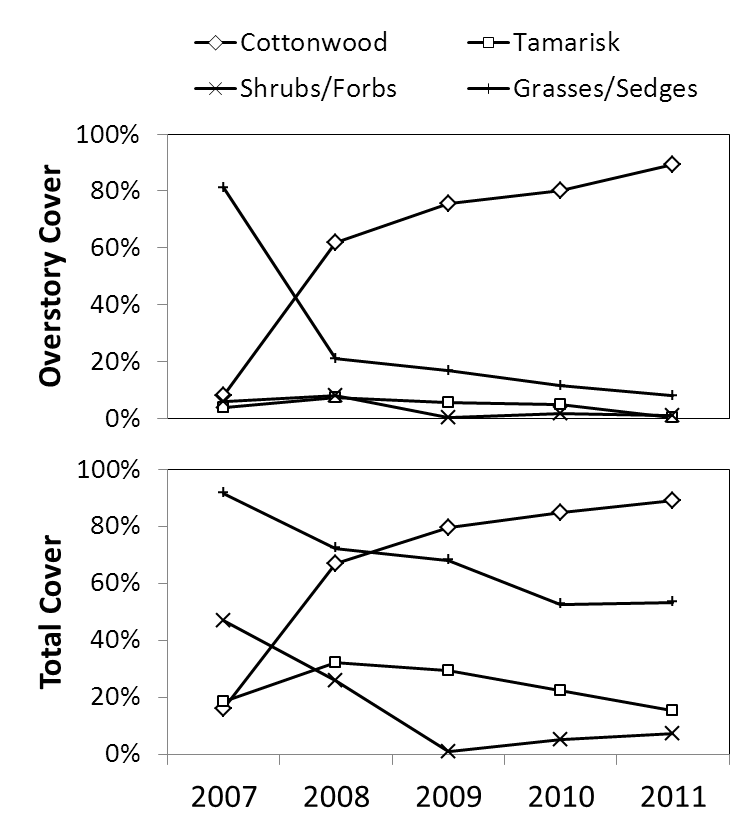 Cottonwood Tamarisk
Shrubs/Forbs Grasses/Sedges
Overstory Cover
100%
80%
60%
40%
20%
0%
Total Cover
100%
80%
60%
40%
20%
0%
2007 2008 2009 2010 2011